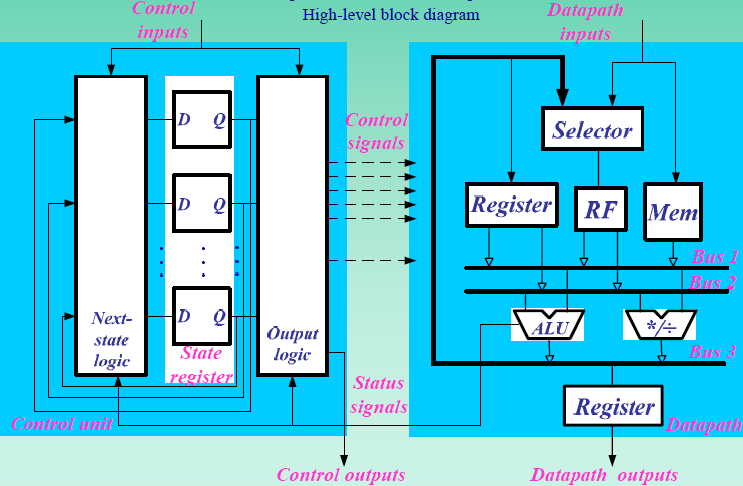 High-level block diagram
Control
inputs
Datapath
inputs
D Q
D Q
D Q
Next-
state
logic
State
register
Output
logic
Control unit
Control
signals
Status
signals
Control outputs
Selector
Register
RF
Mem
Bus 1
Bus 2
ALU
*/÷
Bus 3
Register
Datapath
Datapath outputs